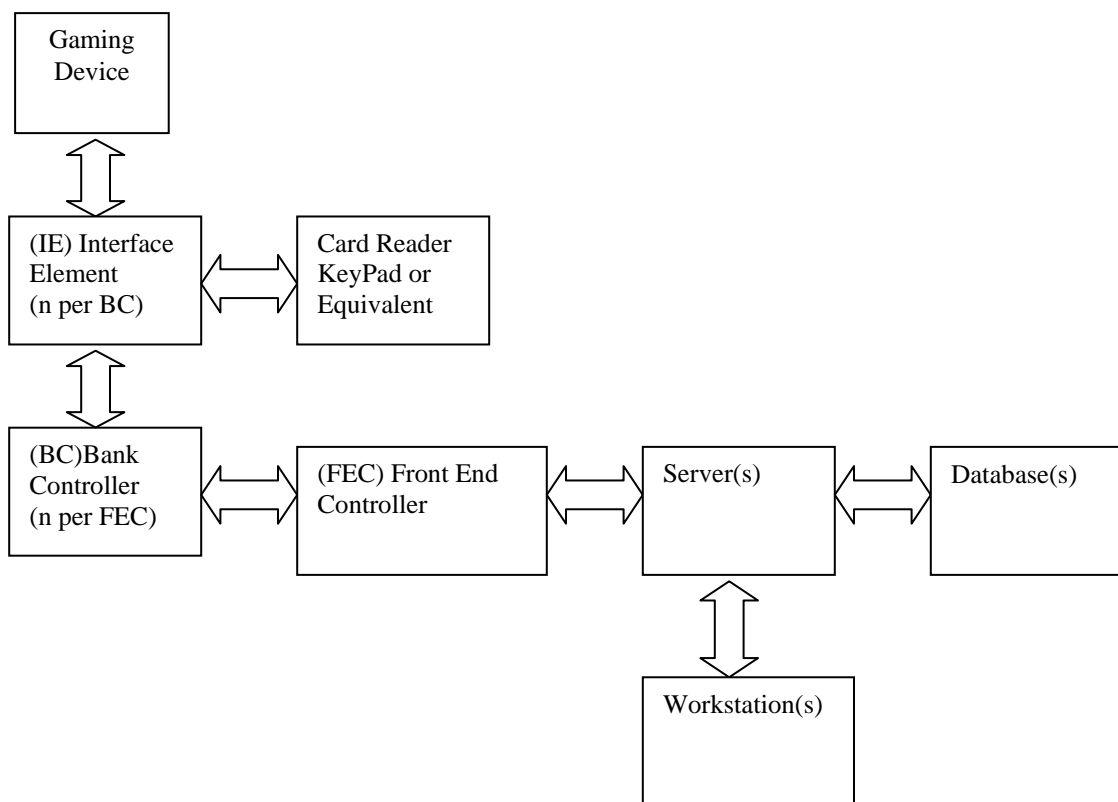 Gaming
Device
(IE) Interface
Element
(n per BC)
Card Reader
KeyPad or
Equivalent
(BC)Bank
Controller
(n per FEC)
(FEC) Front End
Controller
Server(s)
Database(s)
Workstation(s)